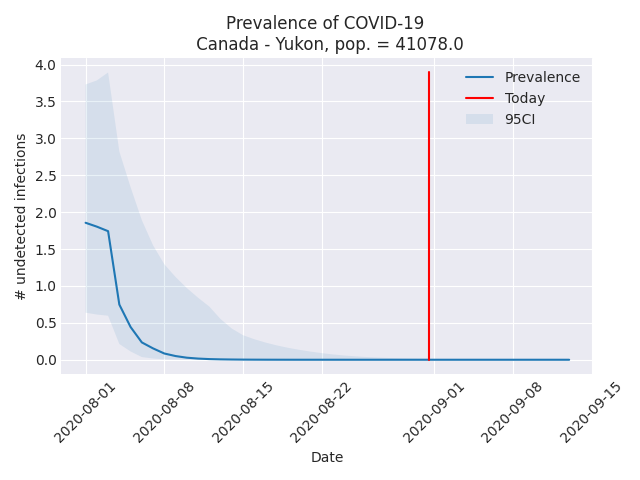 Prevalence of COVID-19
Canada - Yukon, pop. = 41078.0
4.0
3.5
3.0
2.5
2.0
1.5
1.0
0.5
0.0
# undetected infections
Prevalence
Today
95CI
2020-08-01
2020-08-08
2020-08-15
2020-08-22
2020-09-01
2020-09-08
2020-09-15
Date